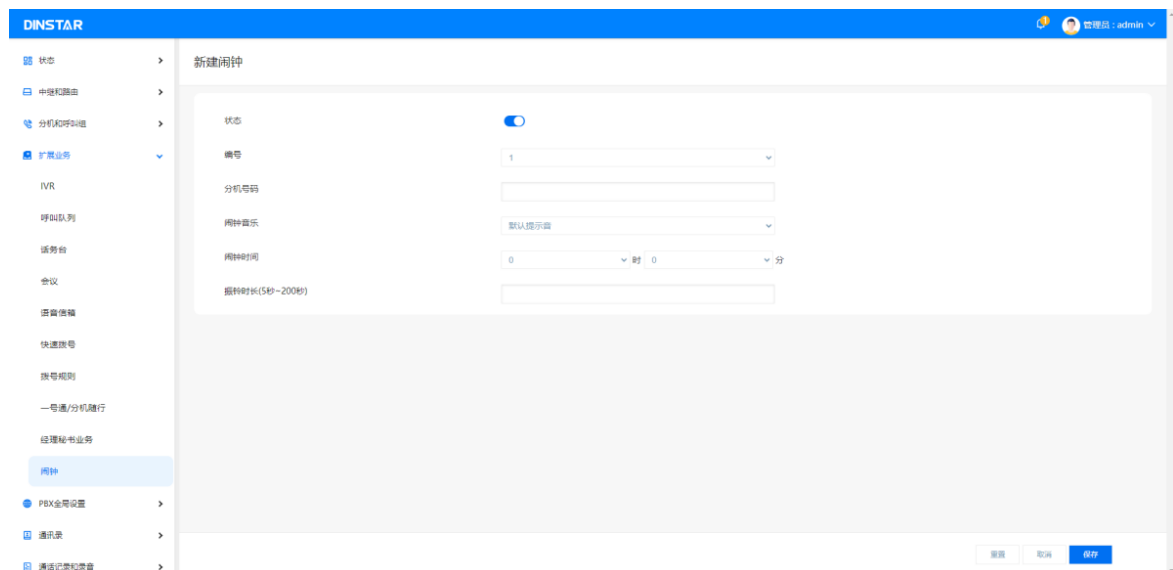 DINSTAR
1
管理员 : admin
状态
中继和路由
分机和呼叫组
扩展业务
IVR
呼叫队列
话务台
会议
语音信箱
快速拨号
拨号规则
一号通/分机随行
经理秘书业务
闹钟
PBX全局设置
通讯录
通话记录和录音
新建闹钟
状态
编号
1
分机号码
闹钟音乐
默认提示音
闹钟时间
0 时 0 分
振铃时长(5秒~200秒)
重置 取消 保存